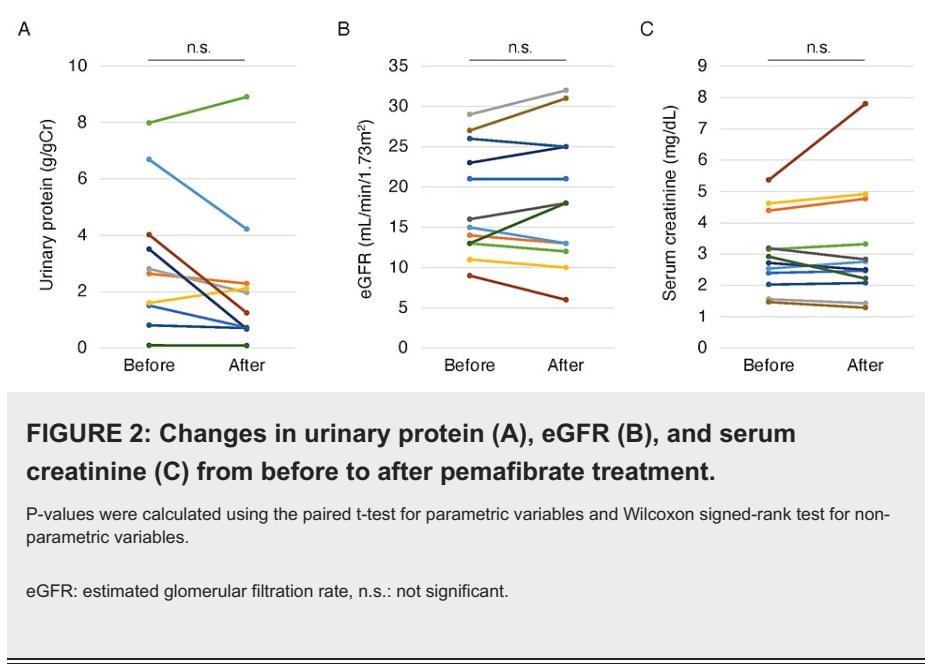 A
n.s.
Urinary protein (g/gCr)
10
8
6
4
2
0
Before After
B
n.s.
eGFR (mL/min/1.73m²)
35
30
25
20
15
10
5
0
Before After
C
n.s.
Serum creatinine (mg/dL)
9
8
7
6
5
4
3
2
1
0
Before After
FIGURE 2: Changes in urinary protein (A), eGFR (B), and serum
creatinine (C) from before to after pemafibrate treatment.
P-values were calculated using the paired t-test for parametric variables and Wilcoxon signed-rank test for non-
parametric variables.
eGFR: estimated glomerular filtration rate, n.s.: not significant.